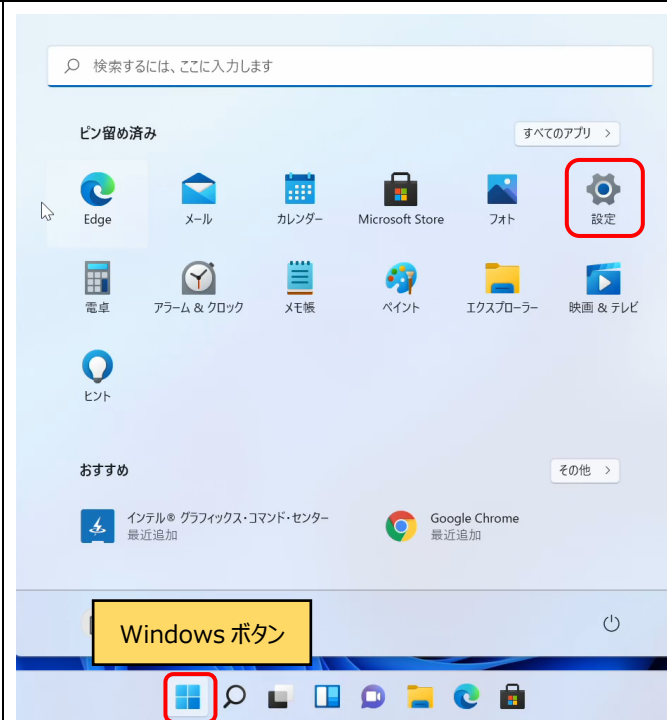 検索するには、ここに入力します
ピン留め済み
すべてのアプリ >
Edge
メール
カレンダー
Microsoft Store
フォト
設定
電卓
アラーム & クロック
メモ帳
ペイント
エクスプローラー
映画 & テレビ
ヒント
おすすめ
その他 >
インテル® グラフィックス・コマンド・センター
最近追加
Google Chrome
最近追加
Windows ボタン